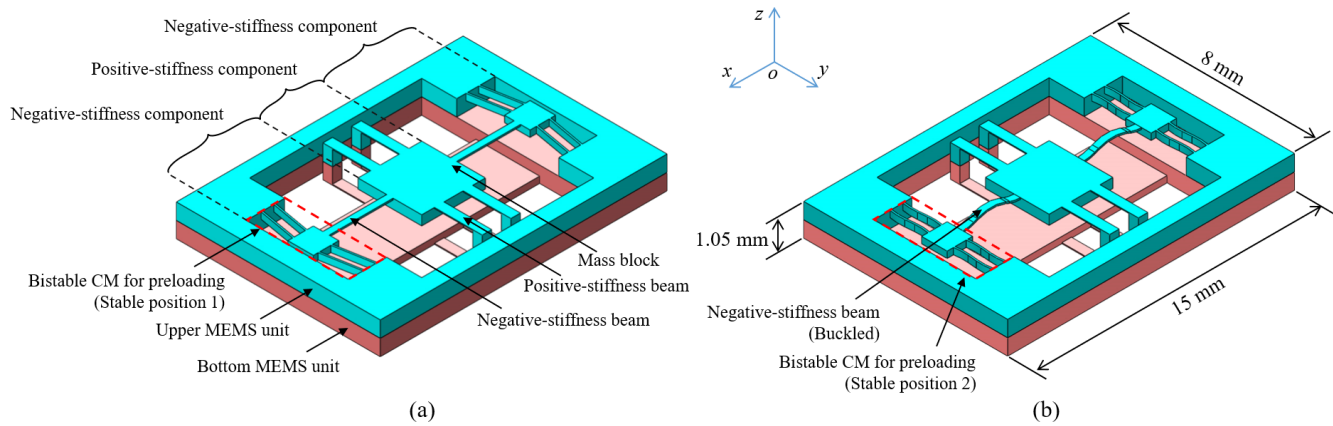 Negative-stiffness component
Positive-stiffness component
Negative-stiffness component
Bistable CM for preloading
(Stable position 1)
Upper MEMS unit
Bottom MEMS unit
Mass block
Positive-stiffness beam
Negative-stiffness beam
(a)
z
x
o
y
8 mm
1.05 mm
15 mm
Negative-stiffness beam
(Buckled)
Bistable CM for preloading
(Stable position 2)
(b)